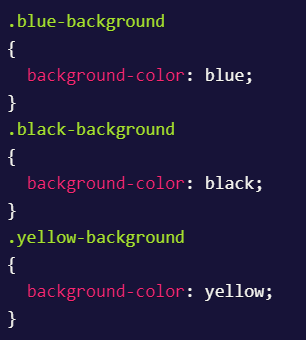 .blue-background
{
  background-color: blue;
}
.black-background
{
  background-color: black;
}
.yellow-background
{
  background-color: yellow;
}